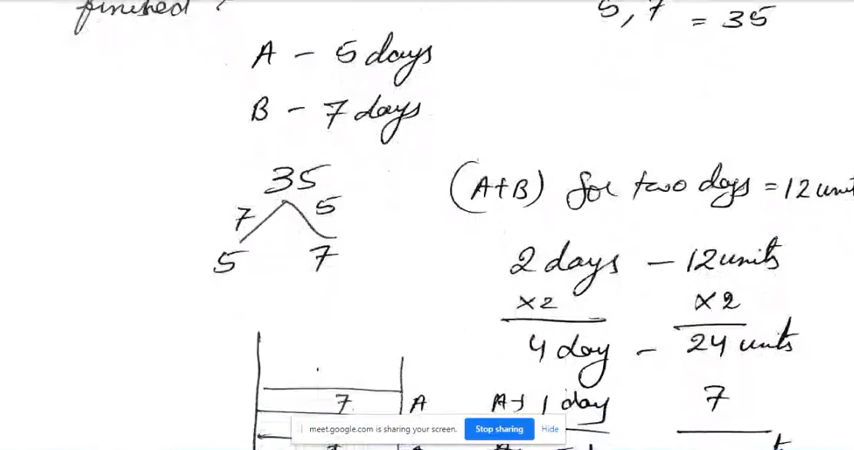 finished ?
5, 7 = 35
A - 5 days
B - 7 days
35
7 5
5 7
(A+B) for two days = 12 unit
2 days - 12 units
×2 ×2
4 day - 24 units
7 A A→ 1 day 7
meet.google.com is sharing your screen. Stop sharing Hide